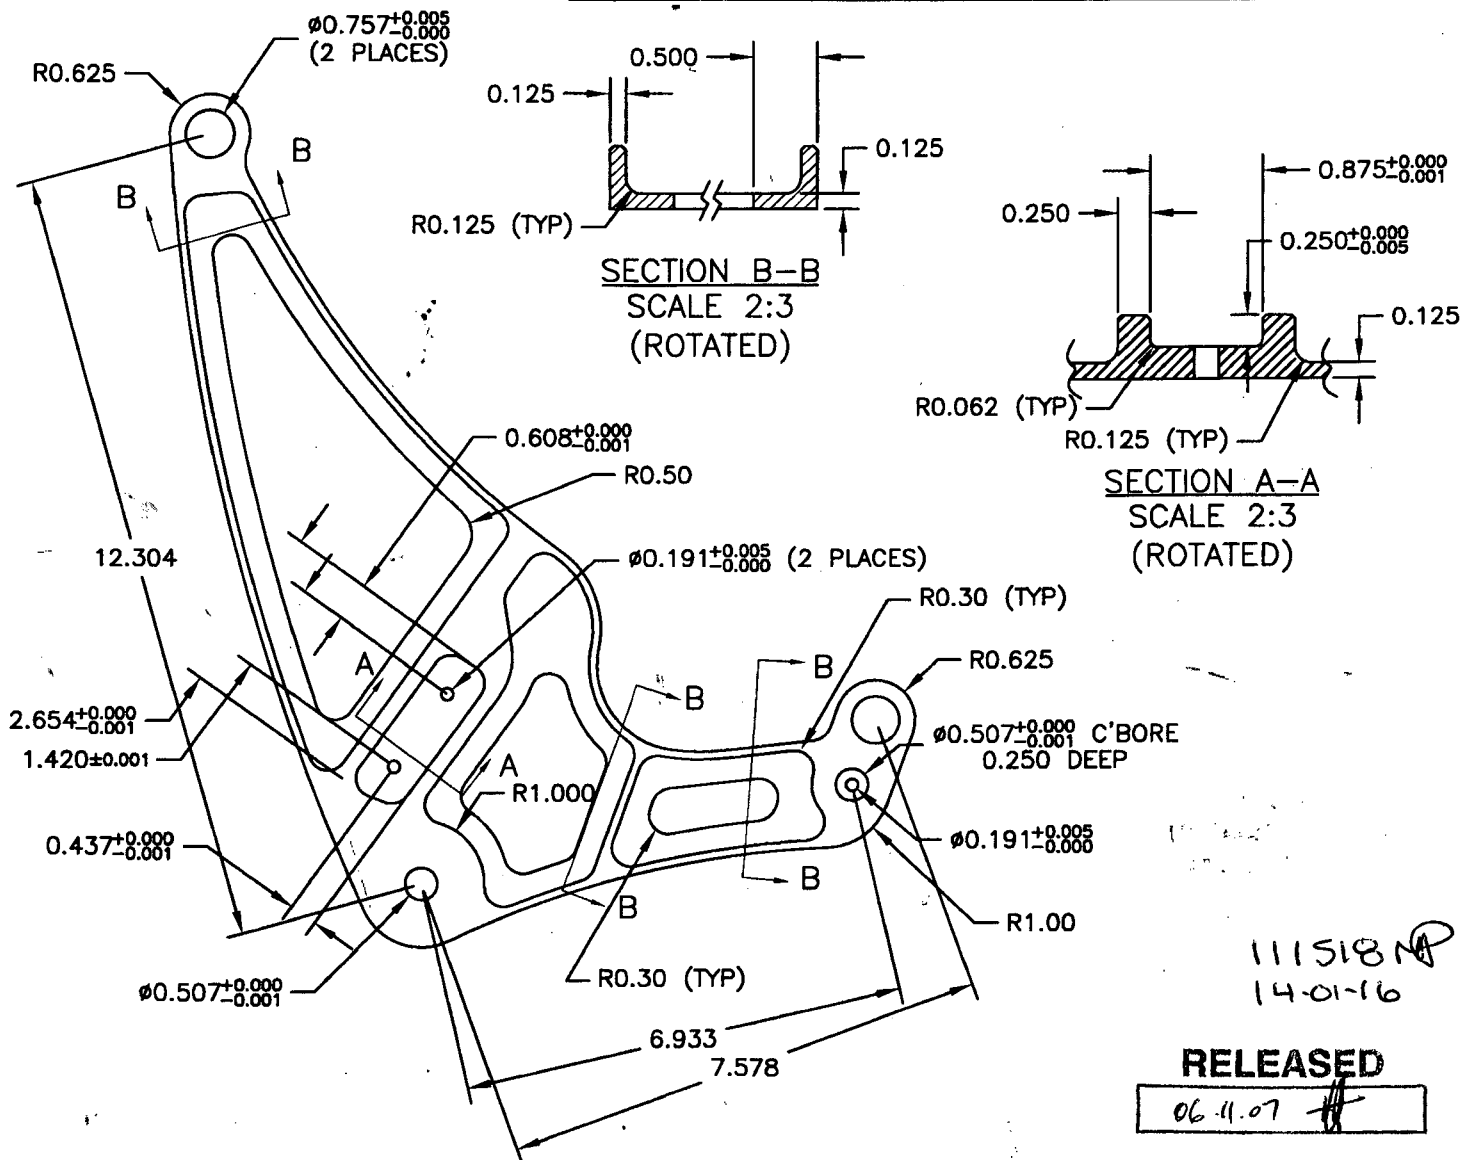 ø0.757+0.005
-0.000
(2 PLACES)
R0.625
B
B
0.500
0.125
0.125
R0.125 (TYP)
SECTION B-B
SCALE 2:3
(ROTATED)
0.875+0.000
-0.001
0.250
0.250+0.000
-0.005
0.125
R0.062 (TYP)
R0.125 (TYP)
SECTION A-A
SCALE 2:3
(ROTATED)
0.608+0.000
-0.001
R0.50
12.304
ø0.191+0.005
-0.000 (2 PLACES)
R0.30 (TYP)
R0.625
A
B
B
2.654+0.000
-0.001
1.420±0.001
ø0.507+0.000
-0.001 C'BORE
0.250 DEEP
A
R1.000
0.437+0.000
-0.001
ø0.191+0.005
-0.000
B
B
R1.00
ø0.507+0.000
-0.001
R0.30 (TYP)
6.933
7.578
111518
14-01-16
RELEASED
06.11.07